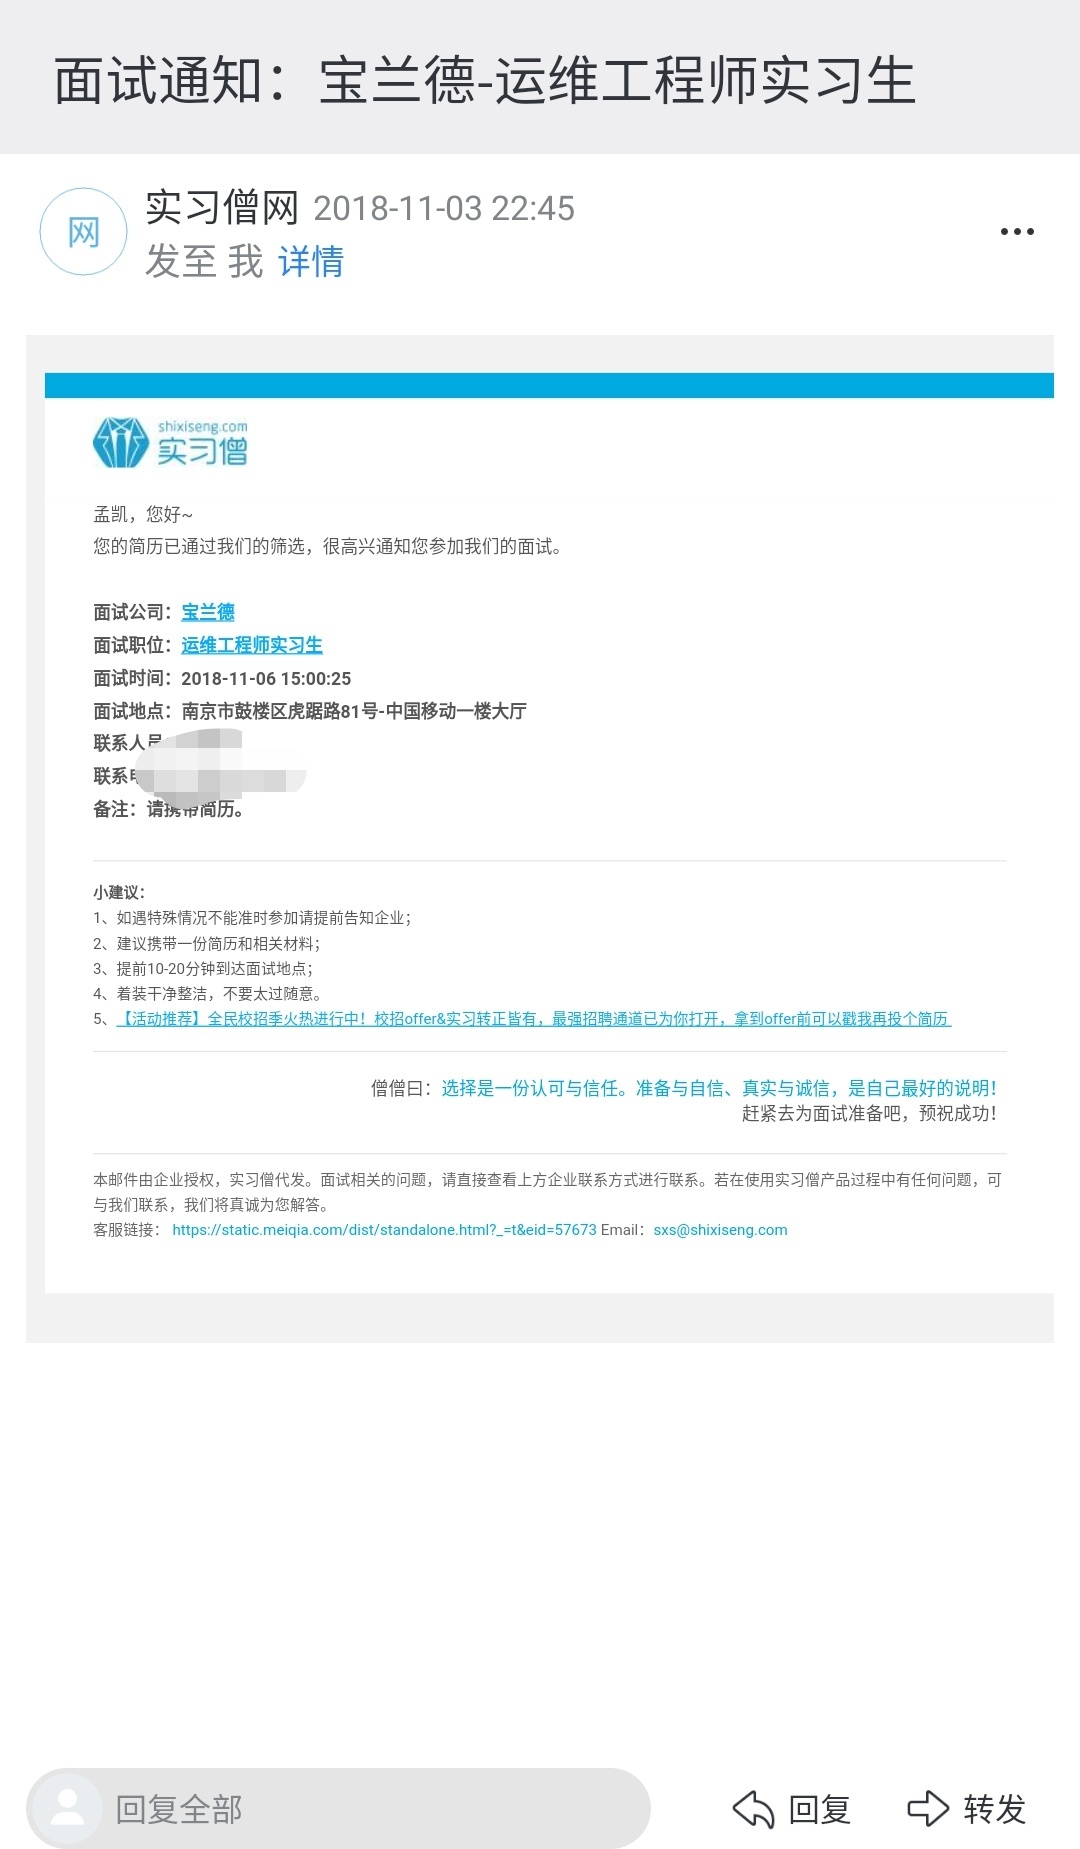 面试通知：宝兰德-运维工程师实习生
网
实习僧网 2018-11-03 22:45
发至 我 详情
shixiseng.com
实习僧
孟凯，您好~
您的简历已通过我们的筛选，很高兴通知您参加我们的面试。
面试公司：宝兰德
面试职位：运维工程师实习生
面试时间：2018-11-06 15:00:25
面试地点：南京市鼓楼区虎踞路81号-中国移动一楼大厅
联系人员
联系电
备注：请携带简历。
小建议：
1、如遇特殊情况不能准时参加请提前告知企业；
2、建议携带一份简历和相关材料；
3、提前10-20分钟到达面试地点；
4、着装干净整洁，不要太过随意。
5、【活动推荐】全民校招季火热进行中！校招offer&实习转正皆有，最强招聘通道已为你打开，拿到offer前可以戳我再投个简历
僧僧曰：选择是一份认可与信任。准备与自信、真实与诚信，是自己最好的说明！
赶紧去为面试准备吧，预祝成功！
本邮件由企业授权，实习僧代发。面试相关的问题，请直接查看上方企业联系方式进行联系。若在使用实习僧产品过程中有任何问题，可
与我们联系，我们将真诚为您解答。
客服链接： https://static.meiqia.com/dist/standalone.html?_=t&eid=57673 Email：sxs@shixiseng.com
回复全部
回复
转发